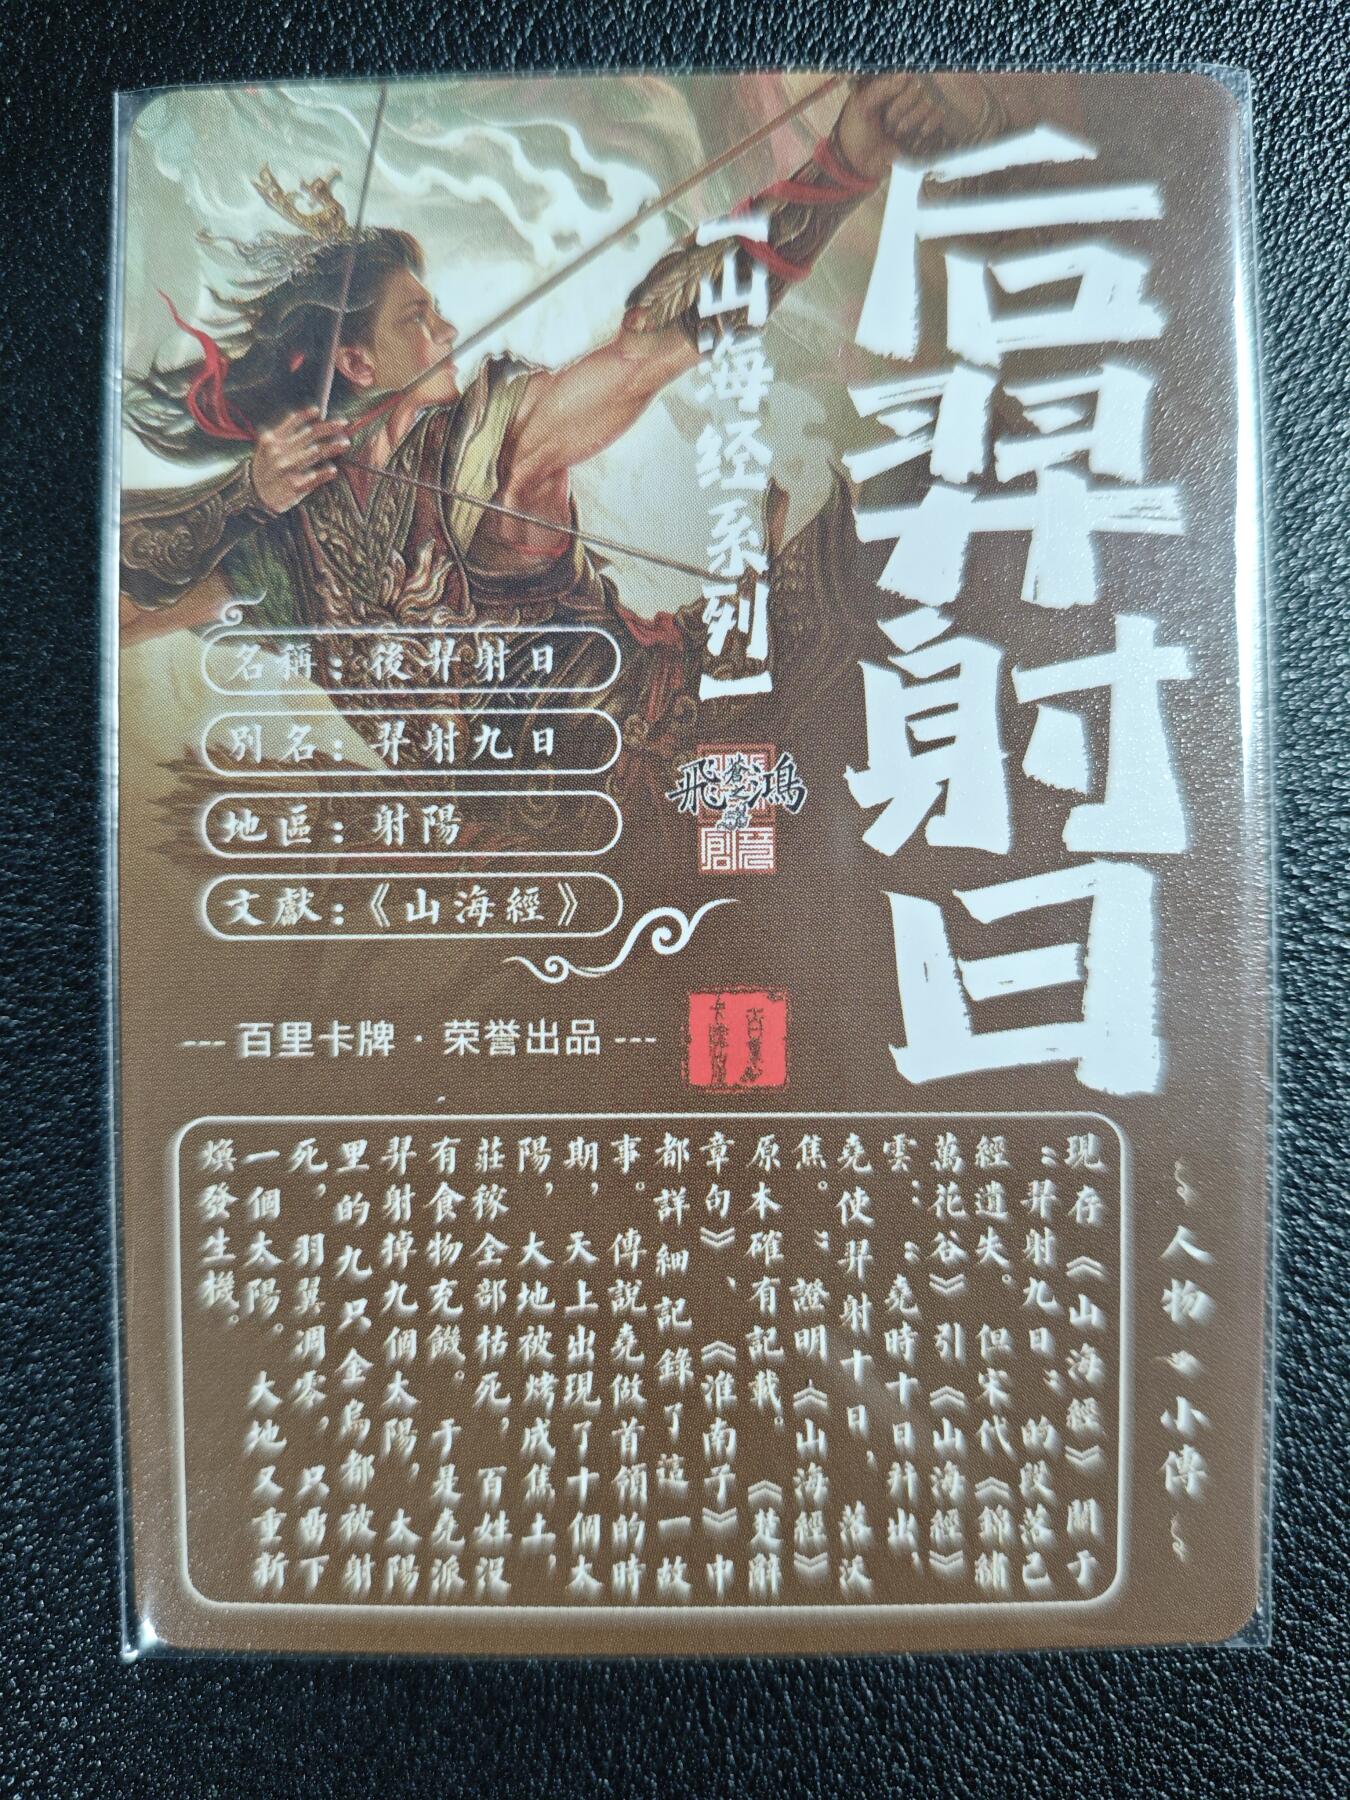 后羿射日
【山海经系列】
飛鴻
蒼之
名稱：後羿射日
別名：羿射九日
地區：射陽
文獻：《山海經》
--- 百里卡牌 · 荣誉出品 ---
人物小傳
現存《山海經》關于
：羿射九日：的段落已
經遺失。但宋代《錦繡
萬花谷》引《山海經》
雲：：堯時十日并出，
堯使羿射十日，落沃
焦。：證明《山海經》
原本確有記載。《楚辭
章句》、《淮南子》中
都詳細記錄了這一故
事。傳說堯做首領的時
期，天上出現了十個太
陽，大地被烤成焦土，
莊稼全部枯死，百姓沒
有食物充饑。于是堯派
羿射掉九個太陽，太陽
里的九只金烏都被射
死，羽翼凋零，只留下
一個太陽。大地又重新
煥發生機。